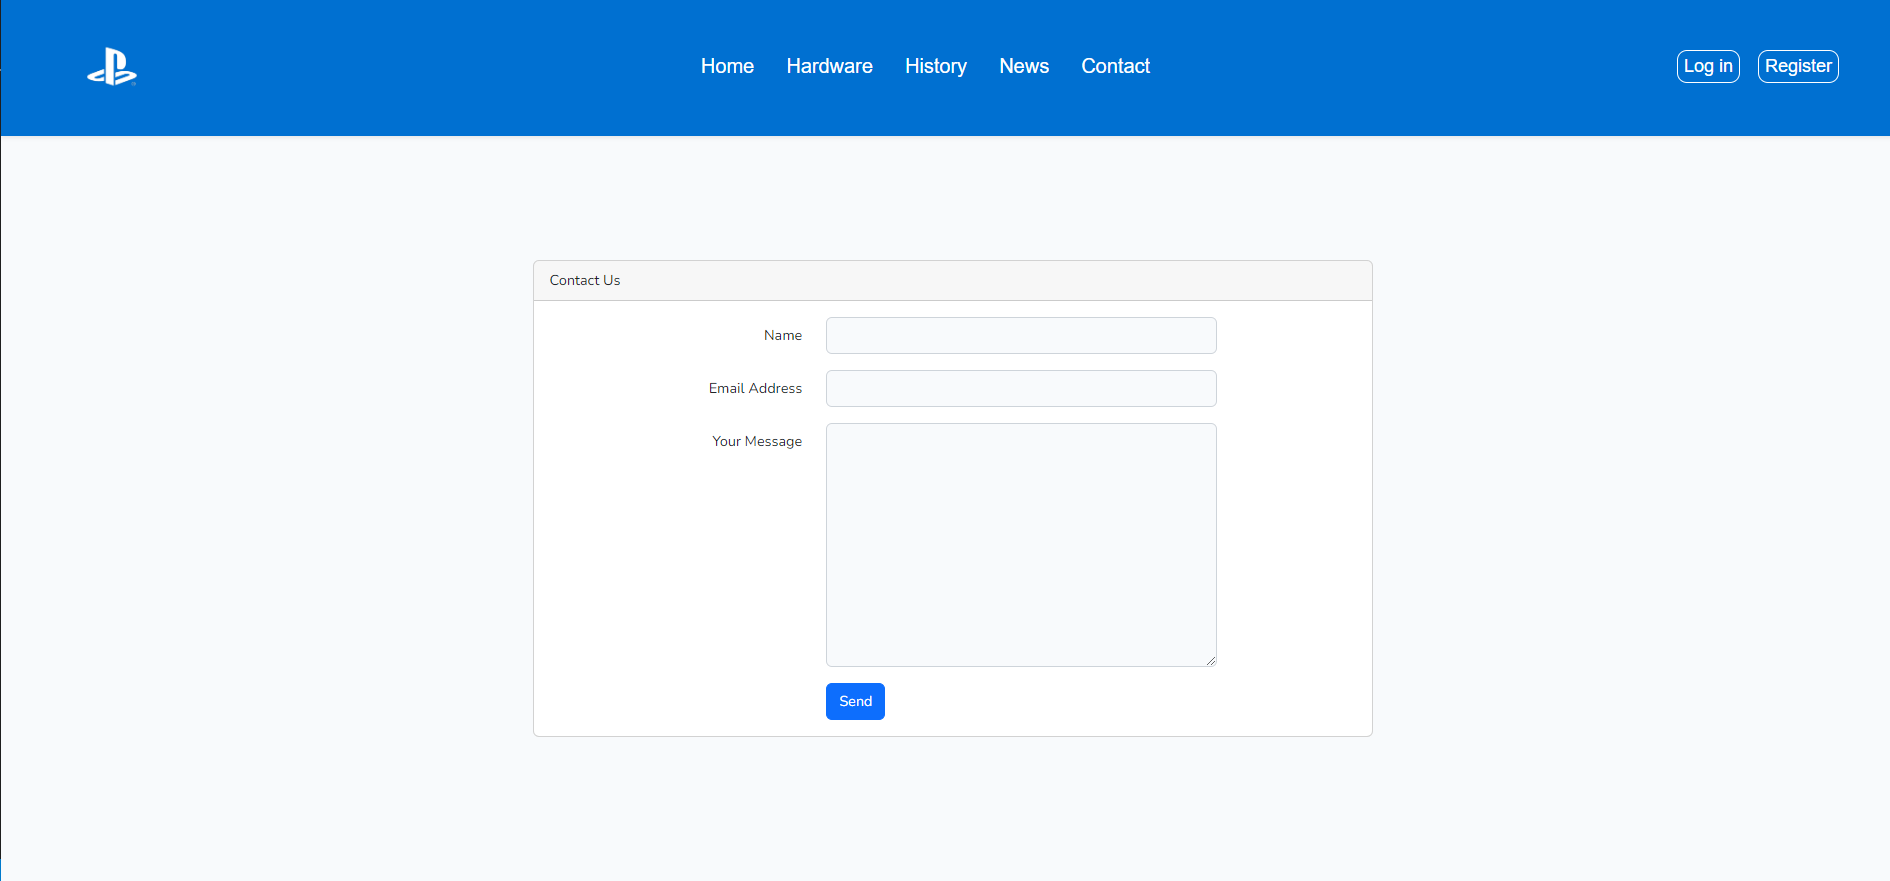 Home Hardware History News Contact Log in Register
Contact Us
Name
Email Address
Your Message
Send